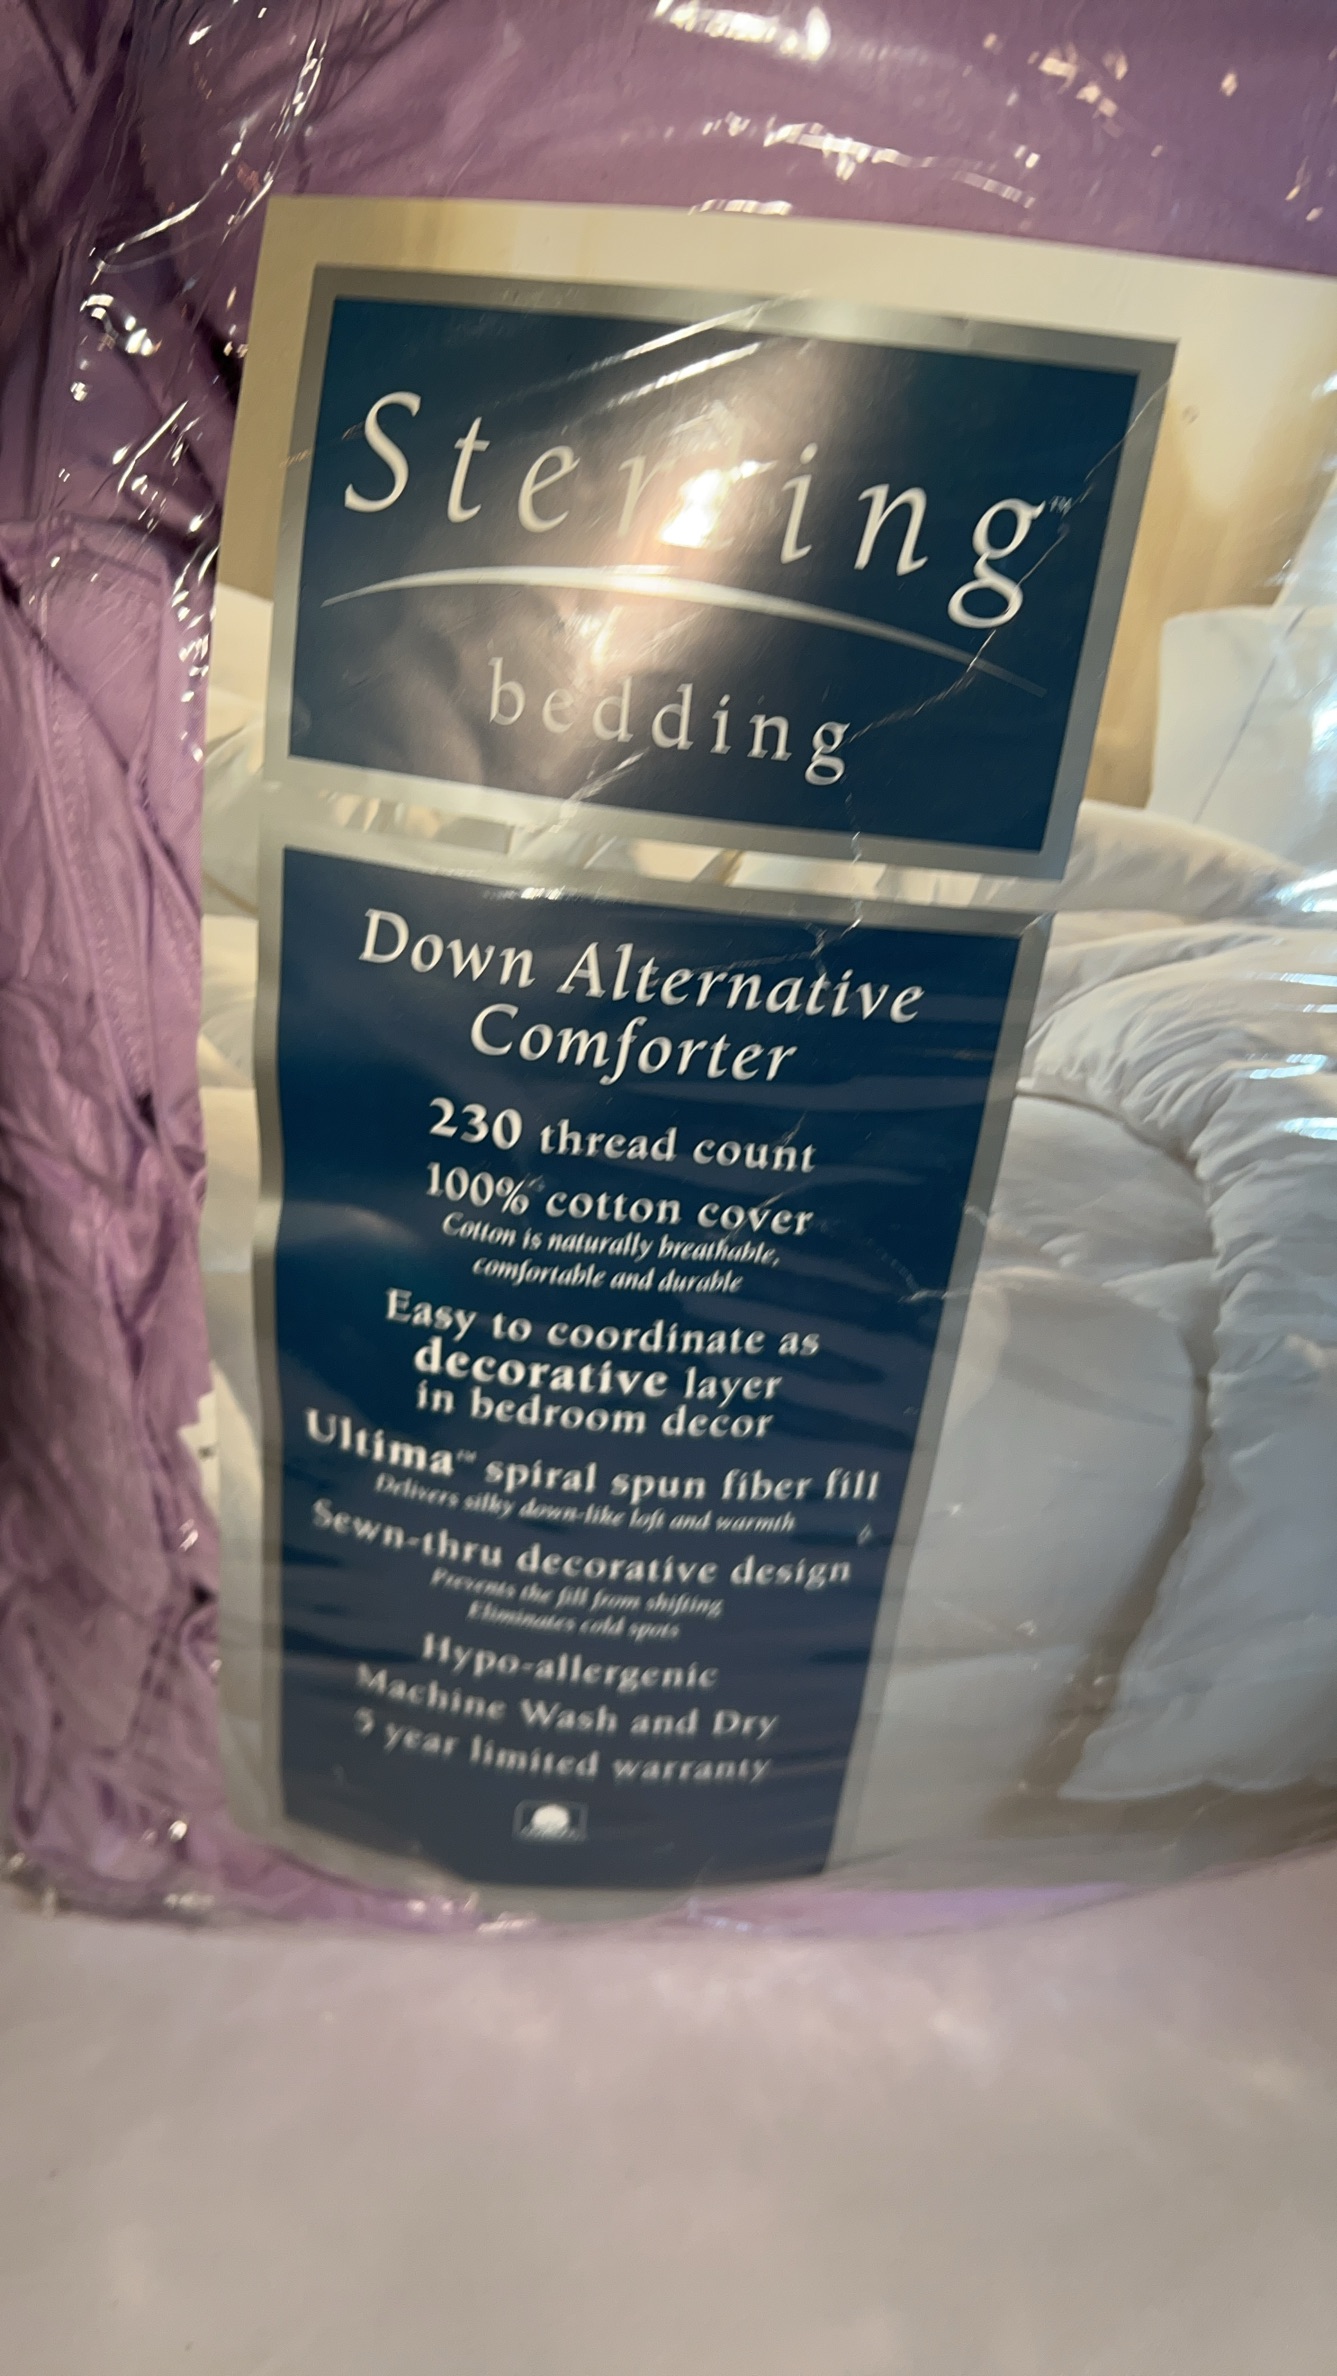 Sterling™
bedding
Down Alternative
Comforter
230 thread count
100% cotton cover
Cotton is naturally breathable,
comfortable and durable
Easy to coordinate as
decorative layer
in bedroom decor
Ultima™ spiral spun fiber fill
Delivers silky down-like loft and warmth
Sewn-thru decorative design
Prevents the fill from shifting
Eliminates cold spots
Hypo-allergenic
Machine Wash and Dry
5 year limited warranty